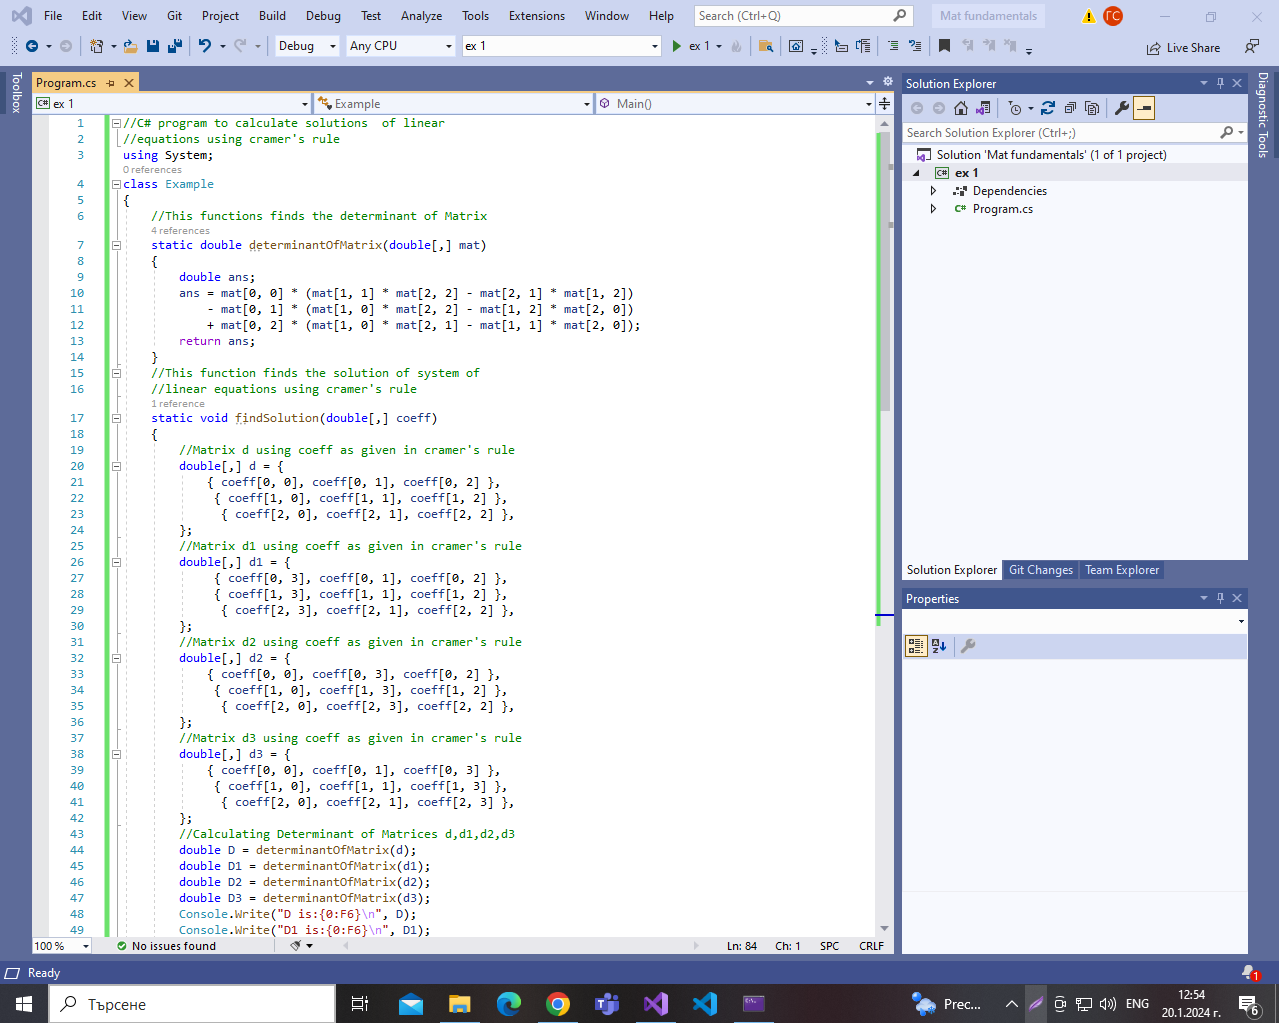 File Edit View Git Project Build Debug Test Analyze Tools Extensions Window Help Search (Ctrl+Q) Mat fundamentals ГС
Debug Any CPU ex 1 ex 1 Live Share
Toolbox
Program.cs
ex 1 Example Main()
1 //C# program to calculate solutions  of linear
2 //equations using cramer's rule
3 using System;
0 references
4 class Example
5 {
6 //This functions finds the determinant of Matrix
4 references
7 static double determinantOfMatrix(double[,] mat)
8 {
9 double ans;
10 ans = mat[0, 0] * (mat[1, 1] * mat[2, 2] - mat[2, 1] * mat[1, 2])
11 - mat[0, 1] * (mat[1, 0] * mat[2, 2] - mat[1, 2] * mat[2, 0])
12 + mat[0, 2] * (mat[1, 0] * mat[2, 1] - mat[1, 1] * mat[2, 0]);
13 return ans;
14 }
15 //This function finds the solution of system of
16 //linear equations using cramer's rule
1 reference
17 static void findSolution(double[,] coeff)
18 {
19 //Matrix d using coeff as given in cramer's rule
20 double[,] d = {
21 { coeff[0, 0], coeff[0, 1], coeff[0, 2] },
22 { coeff[1, 0], coeff[1, 1], coeff[1, 2] },
23 { coeff[2, 0], coeff[2, 1], coeff[2, 2] },
24 };
25 //Matrix d1 using coeff as given in cramer's rule
26 double[,] d1 = {
27 { coeff[0, 3], coeff[0, 1], coeff[0, 2] },
28 { coeff[1, 3], coeff[1, 1], coeff[1, 2] },
29 { coeff[2, 3], coeff[2, 1], coeff[2, 2] },
30 };
31 //Matrix d2 using coeff as given in cramer's rule
32 double[,] d2 = {
33 { coeff[0, 0], coeff[0, 3], coeff[0, 2] },
34 { coeff[1, 0], coeff[1, 3], coeff[1, 2] },
35 { coeff[2, 0], coeff[2, 3], coeff[2, 2] },
36 };
37 //Matrix d3 using coeff as given in cramer's rule
38 double[,] d3 = {
39 { coeff[0, 0], coeff[0, 1], coeff[0, 3] },
40 { coeff[1, 0], coeff[1, 1], coeff[1, 3] },
41 { coeff[2, 0], coeff[2, 1], coeff[2, 3] },
42 };
43 //Calculating Determinant of Matrices d,d1,d2,d3
44 double D = determinantOfMatrix(d);
45 double D1 = determinantOfMatrix(d1);
46 double D2 = determinantOfMatrix(d2);
47 double D3 = determinantOfMatrix(d3);
48 Console.Write("D is:{0:F6}\n", D);
49 Console.Write("D1 is:{0:F6}\n", D1);
100 % No issues found Ln: 84 Ch: 1 SPC CRLF
Solution Explorer
Search Solution Explorer (Ctrl+;)
Solution 'Mat fundamentals' (1 of 1 project)
C# ex 1
Dependencies
C# Program.cs
Solution Explorer Git Changes Team Explorer
Properties
Diagnostic Tools
Ready 1
Търсене
Prec... ENG
12:54
20.1.2024 г.
6